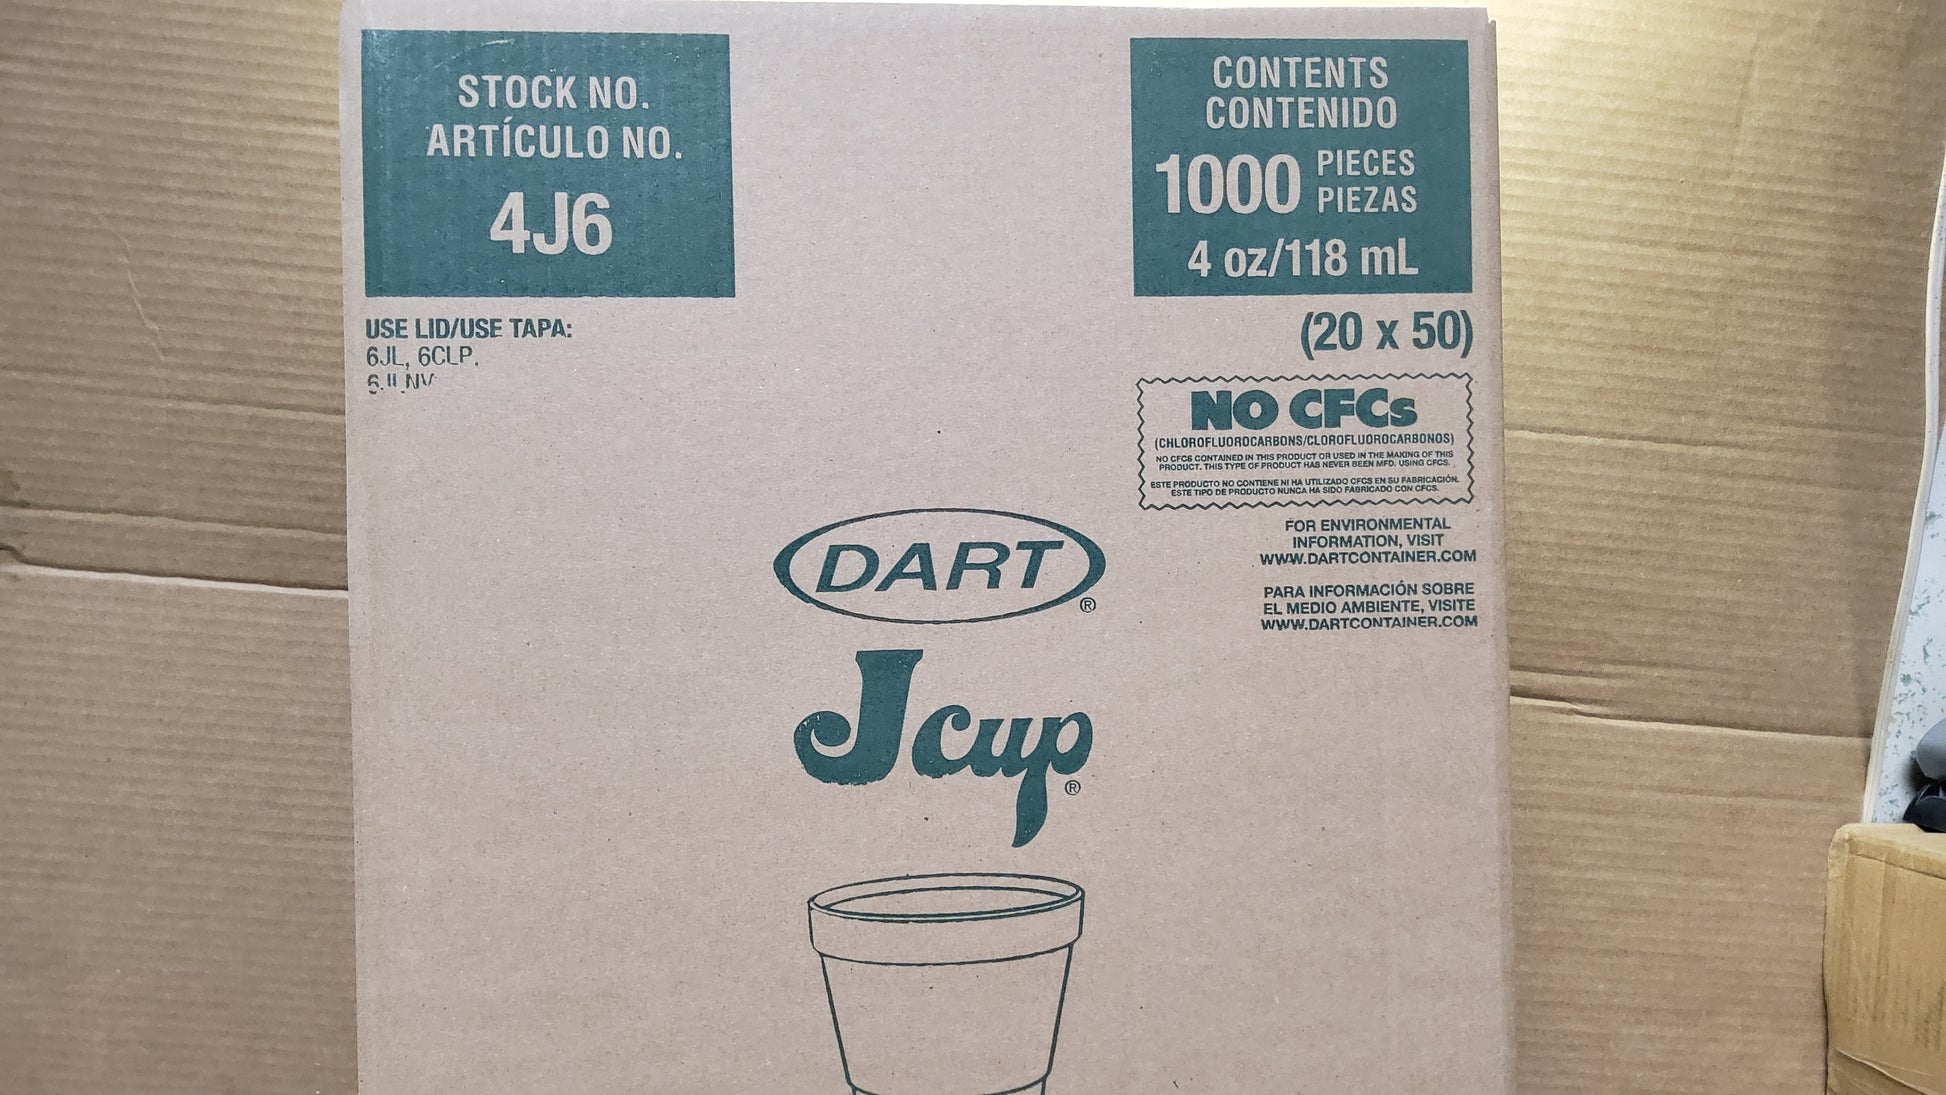 STOCK NO.
ARTÍCULO NO.
4J6
USE LID/USE TAPA:
6JL, 6CLP.
CONTENTS
CONTENIDO
1000 PIECES
PIEZAS
4 oz/118 mL
(20 x 50)
NO CFCs
(CHLOROFLUOROCARBONS/CLOROFLUOROCARBONOS)
NO CFCS CONTAINED IN THIS PRODUCT OR USED IN THE MAKING OF THIS
PRODUCT. THIS TYPE OF PRODUCT HAS NEVER BEEN MFD. USING CFCS.
ESTE PRODUCTO NO CONTIENE NI HA UTILIZADO CFCS EN SU FABRICACIÓN.
ESTE TIPO DE PRODUCTO NUNCA HA SIDO FABRICADO CON CFCS.
FOR ENVIRONMENTAL
INFORMATION, VISIT
WWW.DARTCONTAINER.COM
PARA INFORMACIÓN SOBRE
EL MEDIO AMBIENTE, VISITE
WWW.DARTCONTAINER.COM
DART®
J cup®